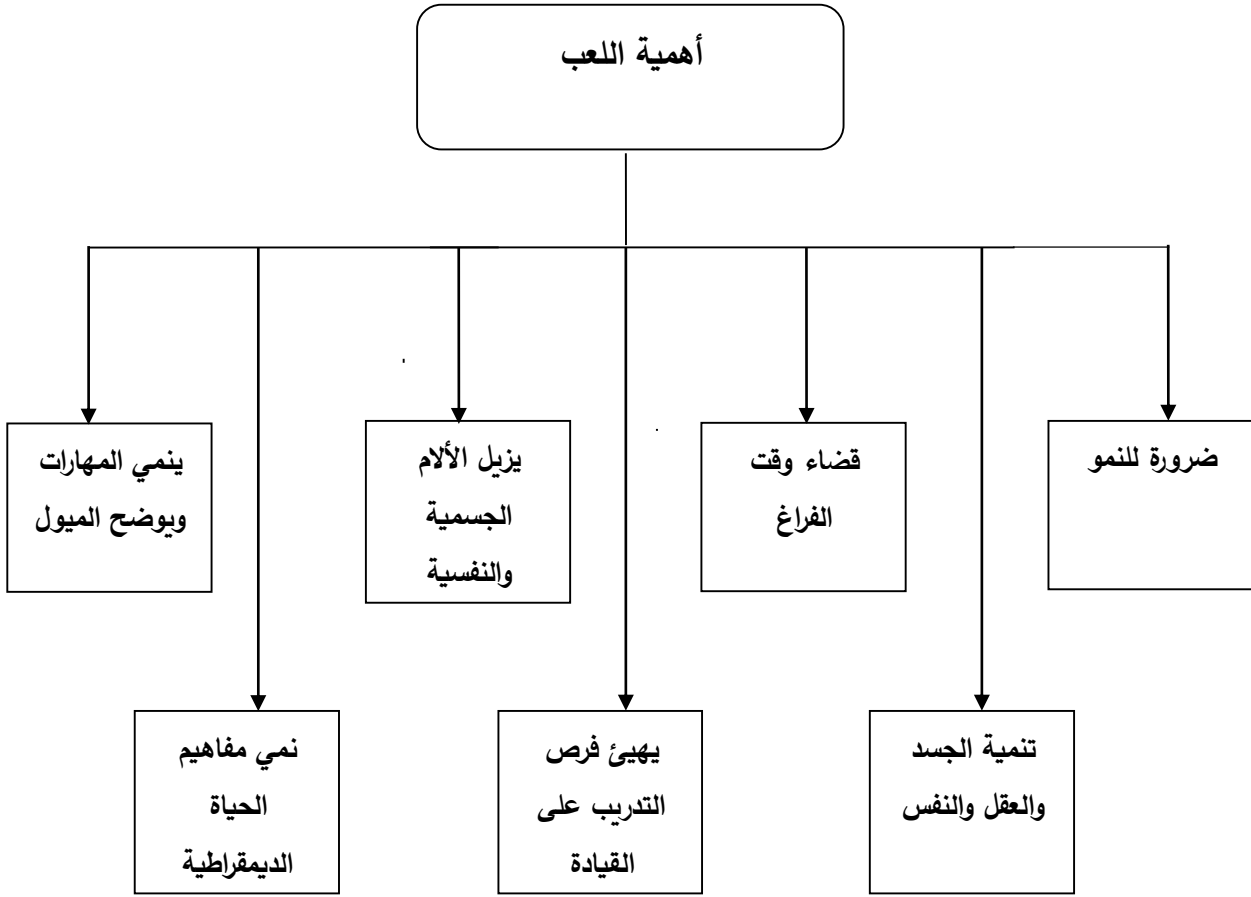 أهمية اللعب
ضرورة للنمو
قضاء وقت
الفراغ
يزيل الألام
الجسمية
والنفسية
ينمي المهارات
ويوضح الميول
تنمية الجسد
والعقل والنفس
يهيئ فرص
التدريب على
القيادة
نمي مفاهيم
الحياة
الديمقراطية